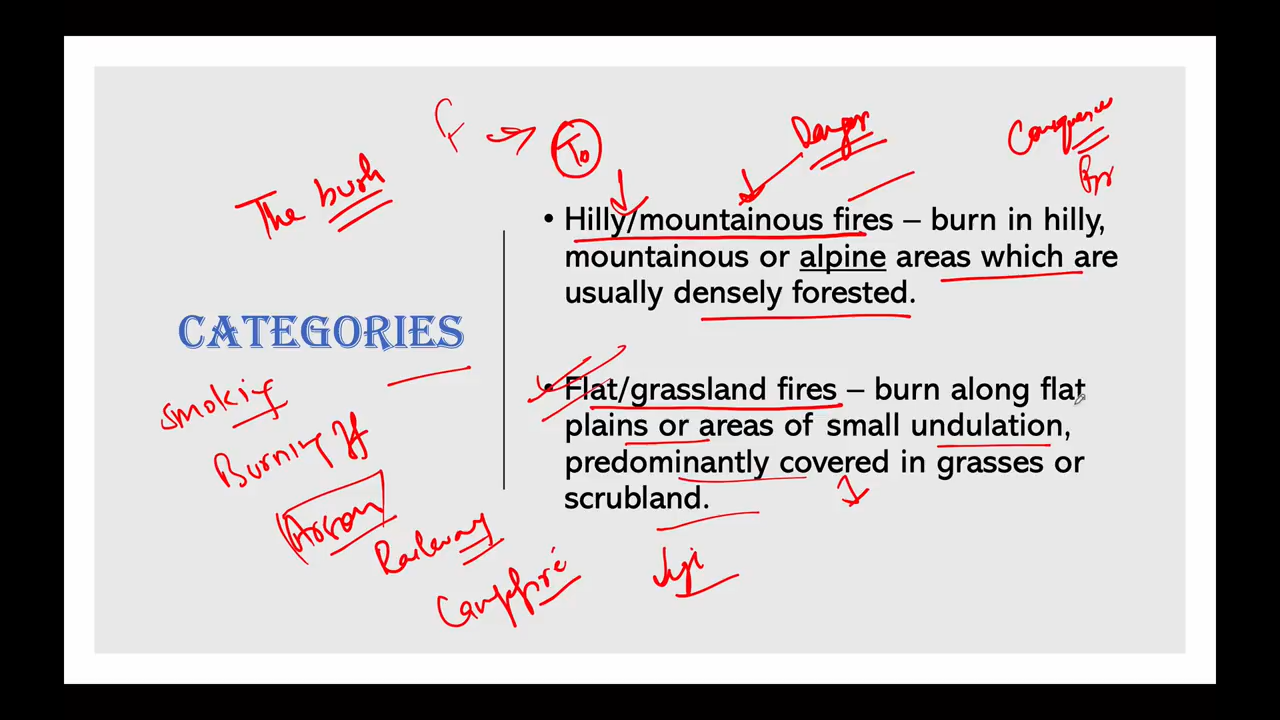 CATEGORIES
• Hilly/mountainous fires – burn in hilly,
mountainous or alpine areas which are
usually densely forested.
• Flat/grassland fires – burn along flat
plains or areas of small undulation,
predominantly covered in grasses or
scrubland.
The bush
To
Danger
smoking
Burning off
Arson
Railway
Campfire